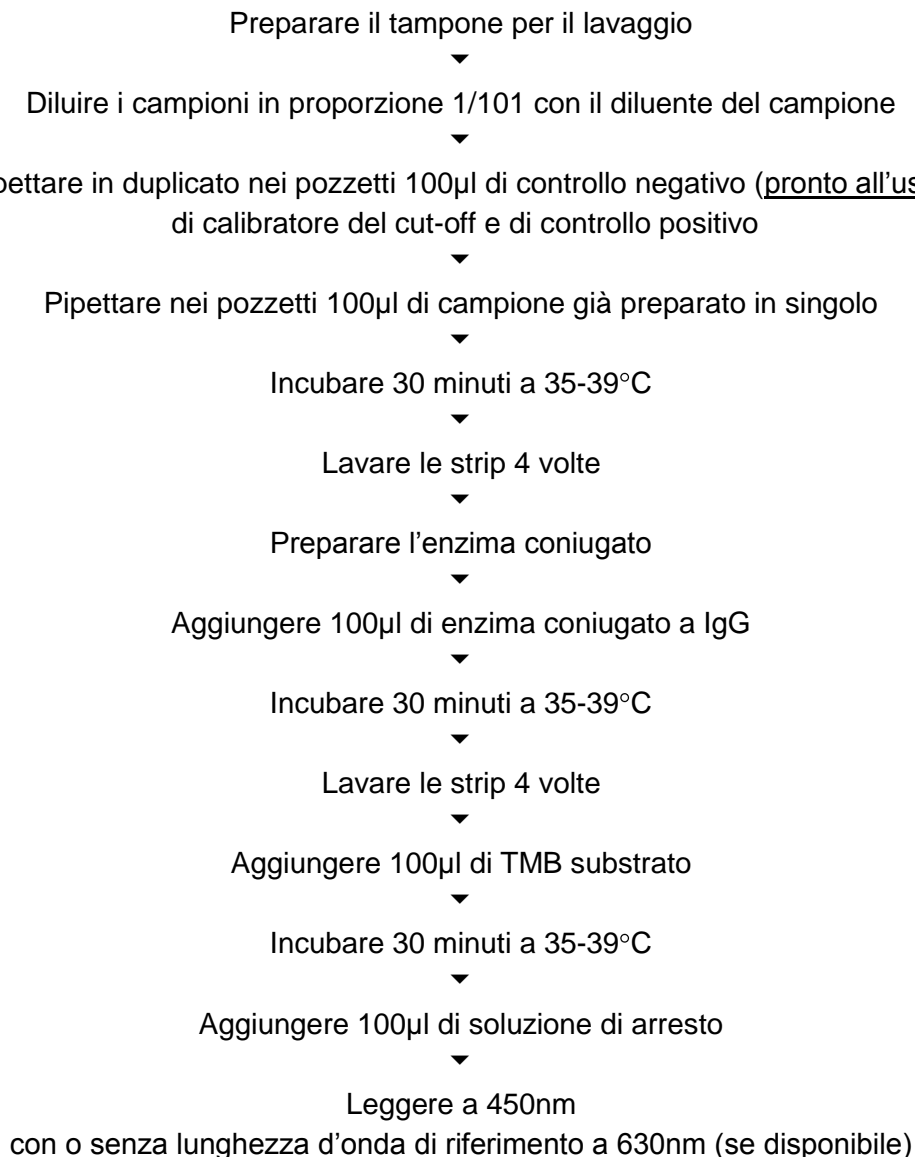 Preparare il tampone per il lavaggio
Diluire i campioni in proporzione 1/101 con il diluente del campione
pettare in duplicato nei pozzetti 100µl di controllo negativo (pronto all'us
di calibratore del cut-off e di controllo positivo
Pipettare nei pozzetti 100µl di campione già preparato in singolo
Incubare 30 minuti a 35-39°C
Lavare le strip 4 volte
Preparare l'enzima coniugato
Aggiungere 100µl di enzima coniugato a IgG
Incubare 30 minuti a 35-39°C
Lavare le strip 4 volte
Aggiungere 100µl di TMB substrato
Incubare 30 minuti a 35-39°C
Aggiungere 100µl di soluzione di arresto
Leggere a 450nm
con o senza lunghezza d'onda di riferimento a 630nm (se disponibile)